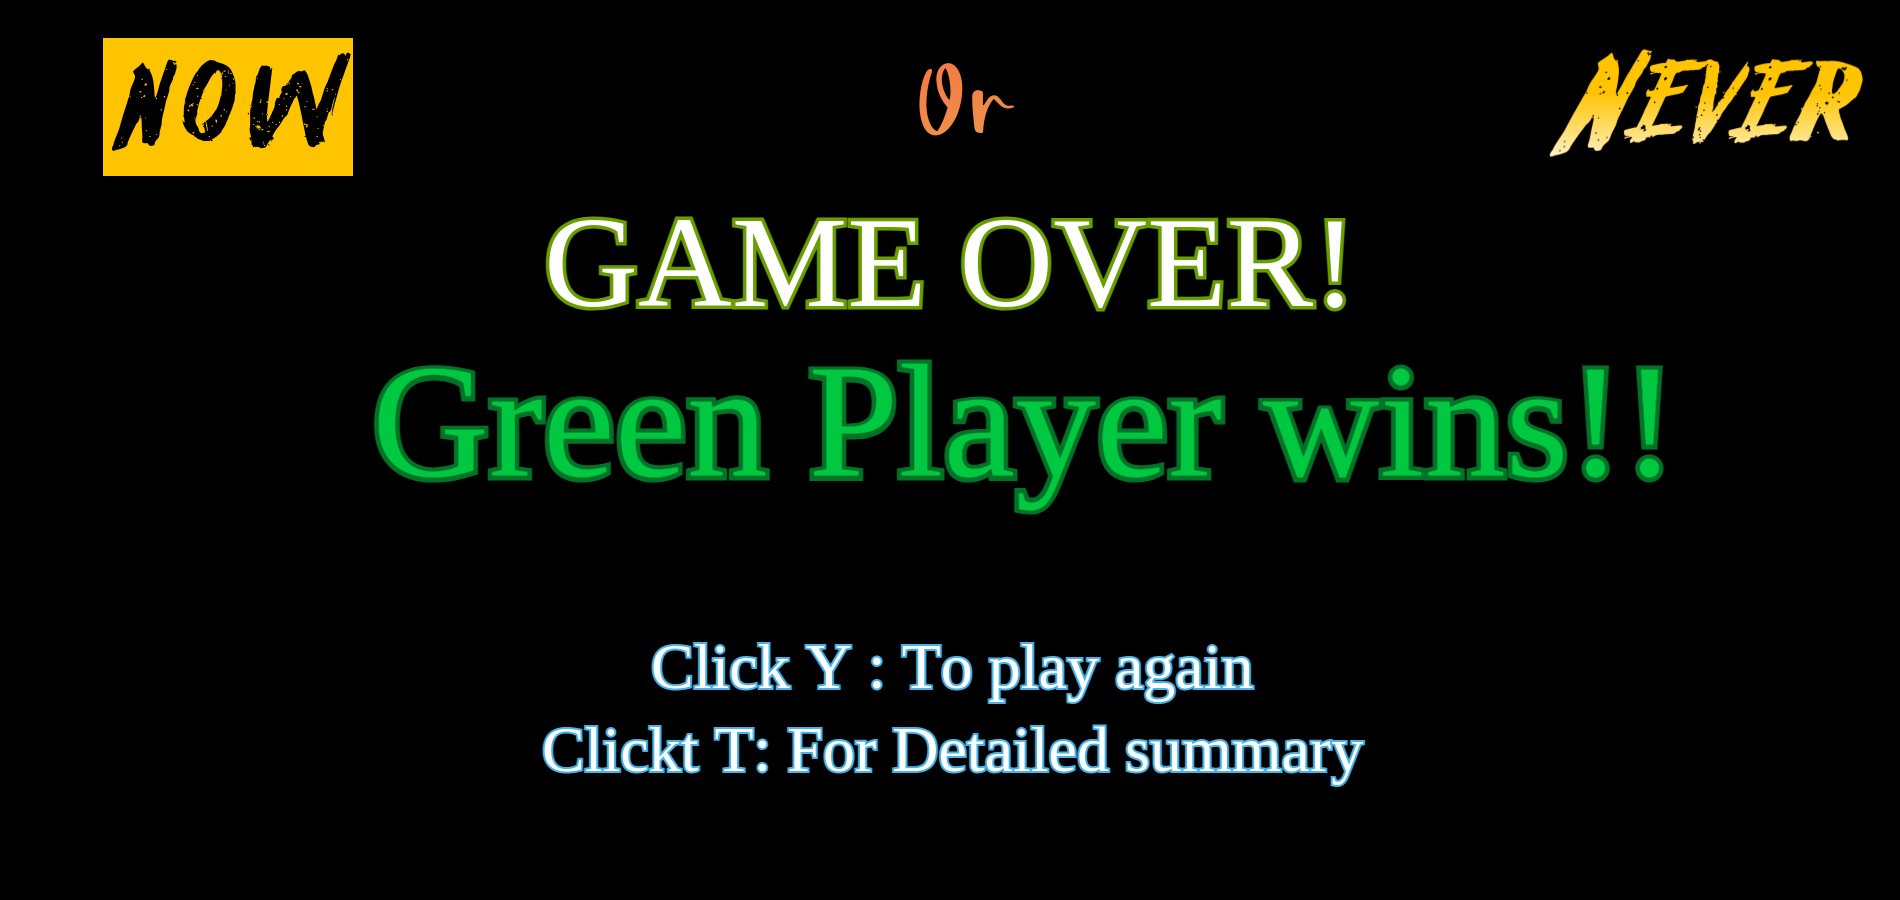 NOW Or NEVER
GAME OVER!
Green Player wins!!
Click Y : To play again
Clickt T: For Detailed summary